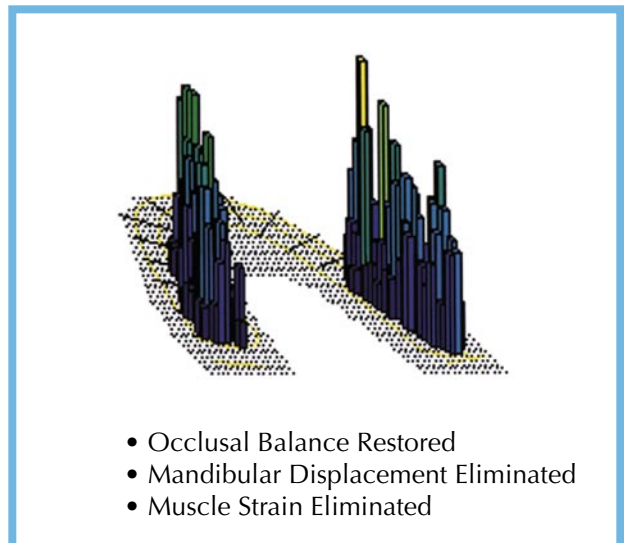 • Occlusal Balance Restored
• Mandibular Displacement Eliminated
• Muscle Strain Eliminated